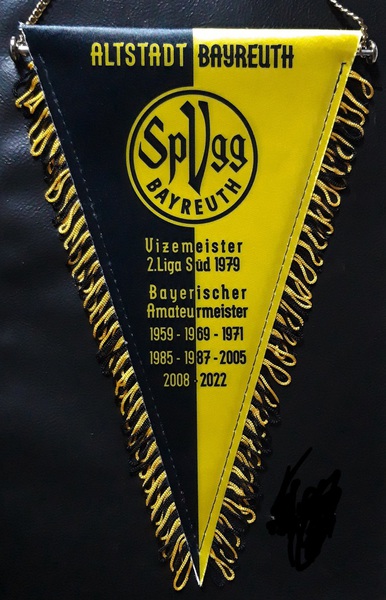 ALTSTADT BAYREUTH
SpVgg
BAYREUTH
Vizemeister
2.Liga Süd 1979
Bayerischer
Amateurmeister
1959 - 1969 - 1971
1985 - 1987 - 2005
2008 - 2022